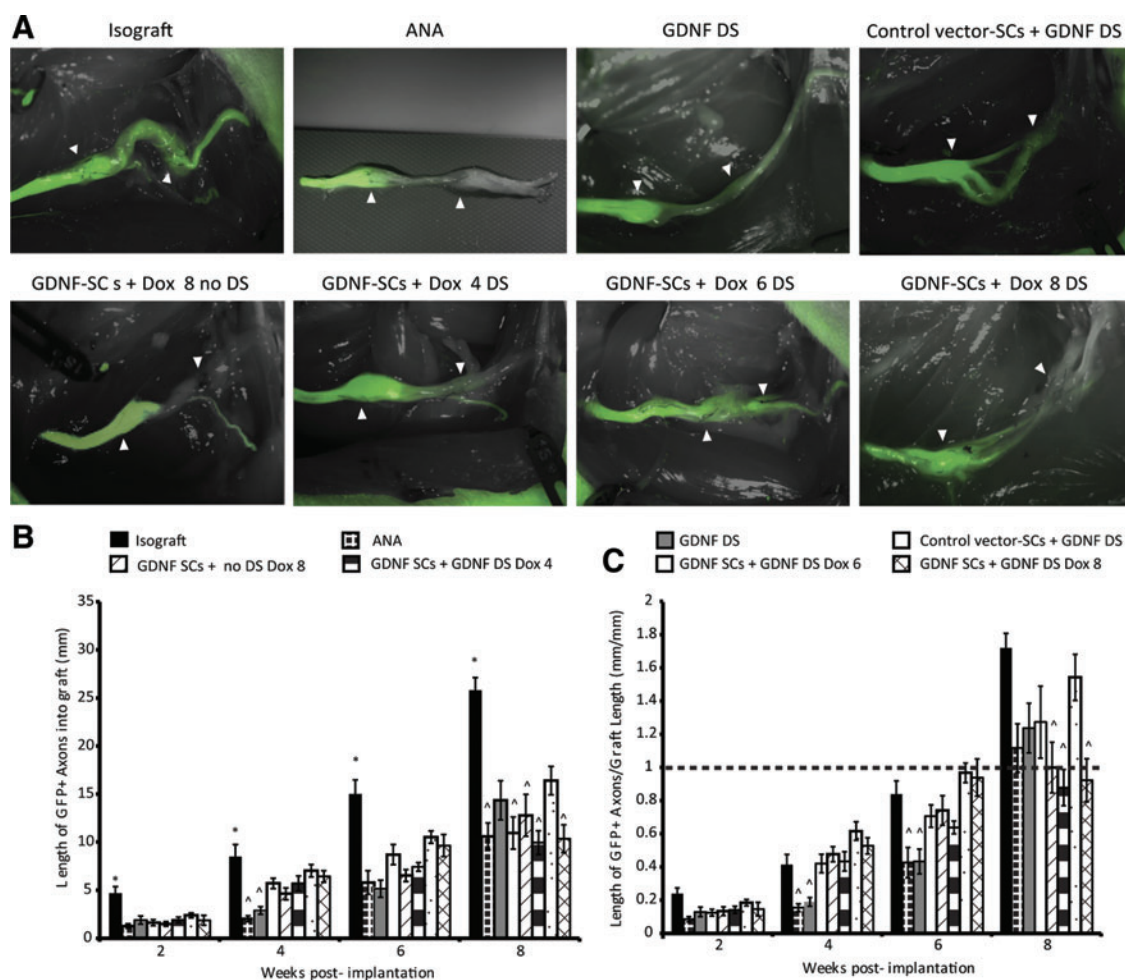 A
Isograft
ANA
GDNF DS
Control vector-SCs + GDNF DS
GDNF-SC s + Dox 8 no DS
GDNF-SCs + Dox 4 DS
GDNF-SCs + Dox 6 DS
GDNF-SCs + Dox 8 DS
B
Isograft
ANA
GDNF DS
Control vector-SCs + GDNF DS
GDNF SCs + no DS Dox 8
GDNF SCs + GDNF DS Dox 4
GDNF SCs + GDNF DS Dox 6
GDNF SCs + GDNF DS Dox 8
Length of GFP+ Axons into graft (mm)
35
30
25
20
15
10
5
0
* * * *
^ ^ ^ ^ ^ ^ ^
2 4 6 8
Weeks post- implantation
C
Length of GFP+ Axons/Graft Length (mm/mm)
2
1.8
1.6
1.4
1.2
1
0.8
0.6
0.4
0.2
0
^ ^ ^ ^ ^ ^ ^
2 4 6 8
Weeks post-implantation